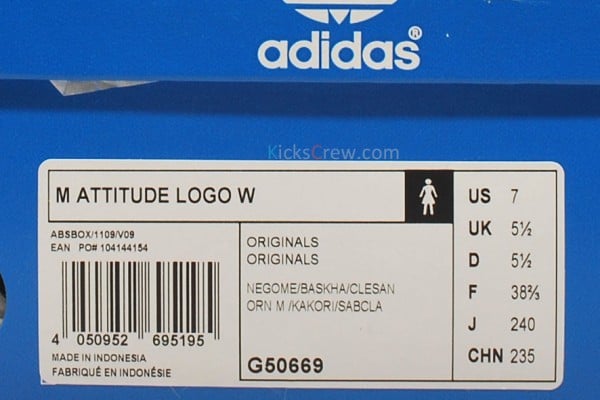 adidas®
KicksCrew.com
M ATTITUDE LOGO W
US 7
UK 5½
D 5½
F 38⅔
J 240
CHN 235
ABSBOX/1109/V09
EAN PO# 104144154
ORIGINALS
ORIGINALS
NEGOME/BASKHA/CLESAN
ORN M /KAKORI/SABCLA
4 050952 695195
MADE IN INDONESIA
FABRIQUÉ EN INDONÉSIE
G50669